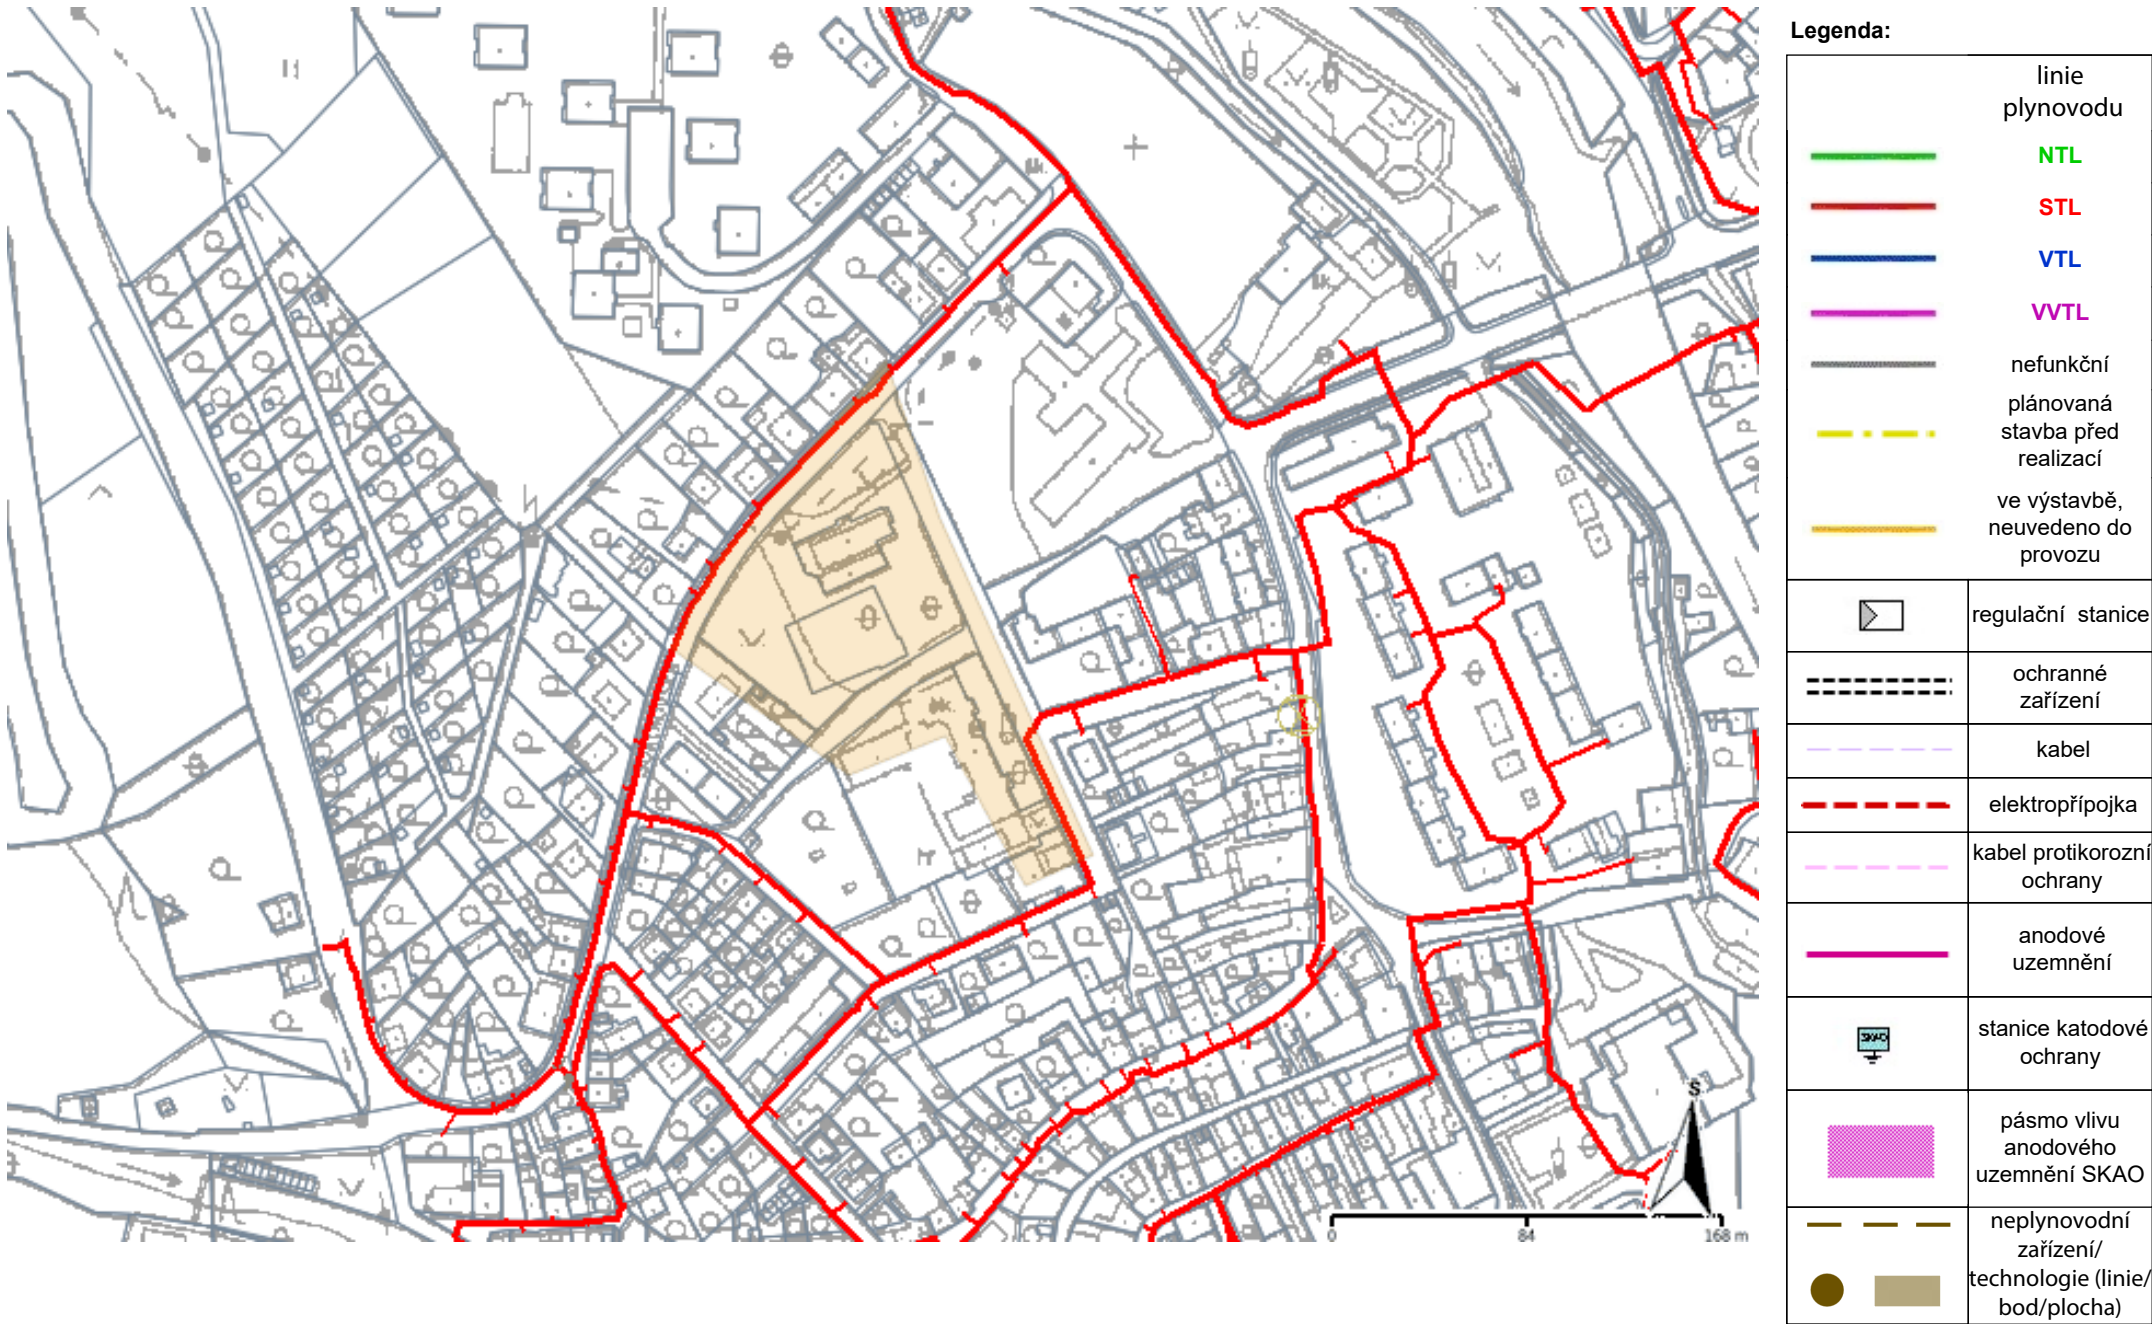 Legenda:
linie
plynovodu
NTL
STL
VTL
VVTL
nefunkční
plánovaná
stavba před
realizací
ve výstavbě,
neuvedeno do
provozu
regulační stanice
ochranné
zařízení
kabel
elektropřípojka
kabel protikorozní
ochrany
anodové
uzemnění
SKAO
stanice katodové
ochrany
pásmo vlivu
anodového
uzemnění SKAO
neplynovodní
zařízení/
technologie (linie/
bod/plocha)
S
0 84 168 m